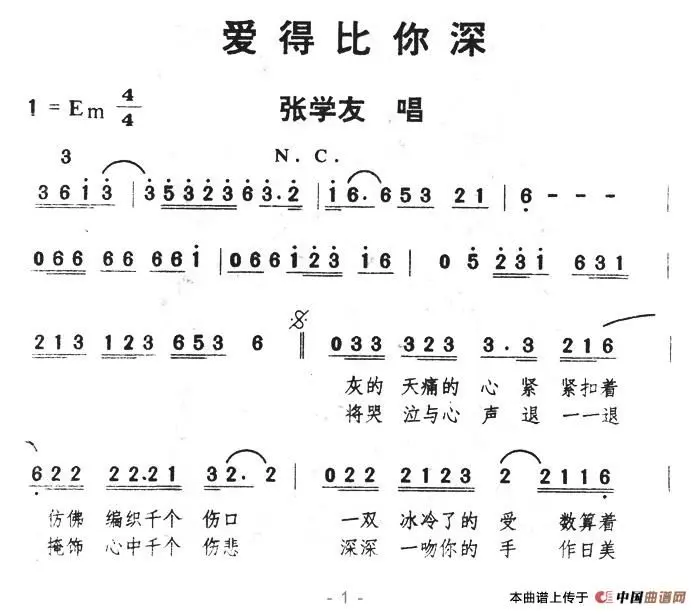 爱得比你深
1 = Em 4/4 张学友 唱
3 N.C.
3 6 i 3 | 3 5 3 2 3 6 3. 2 | i 6. 6 5 3 2 1 | 6 - - - |
0 6 6 6 6 6 6 i | 0 6 6 i 2 3 i 6 | 0 5 2 3 i 6 3 1 |
2 1 3 1 2 3 6 5 3 6 ‖ 0 3 3 3 2 3 3. 3 2 1 6 |
灰的 天痛的 心 紧 紧扣着
将哭 泣与心 声 退 一一退
6 2 2 2 2. 2 1 3 2. 2 | 0 2 2 2 1 2 3 2 2 1 1 6 |
仿佛 编织千个 伤口 一双 冰冷了的 爱 数算着
掩饰 心中千个 伤悲 深深 一吻你的 手 作日美
- 1 -
本曲谱上传于 中国曲谱网